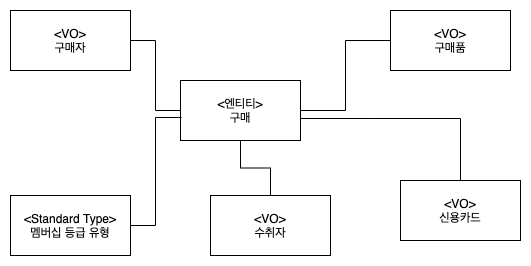 <VO>
구매자
<VO>
구매품
<엔티티>
구매
<Standard Type>
멤버십 등급 유형
<VO>
수취자
<VO>
신용카드